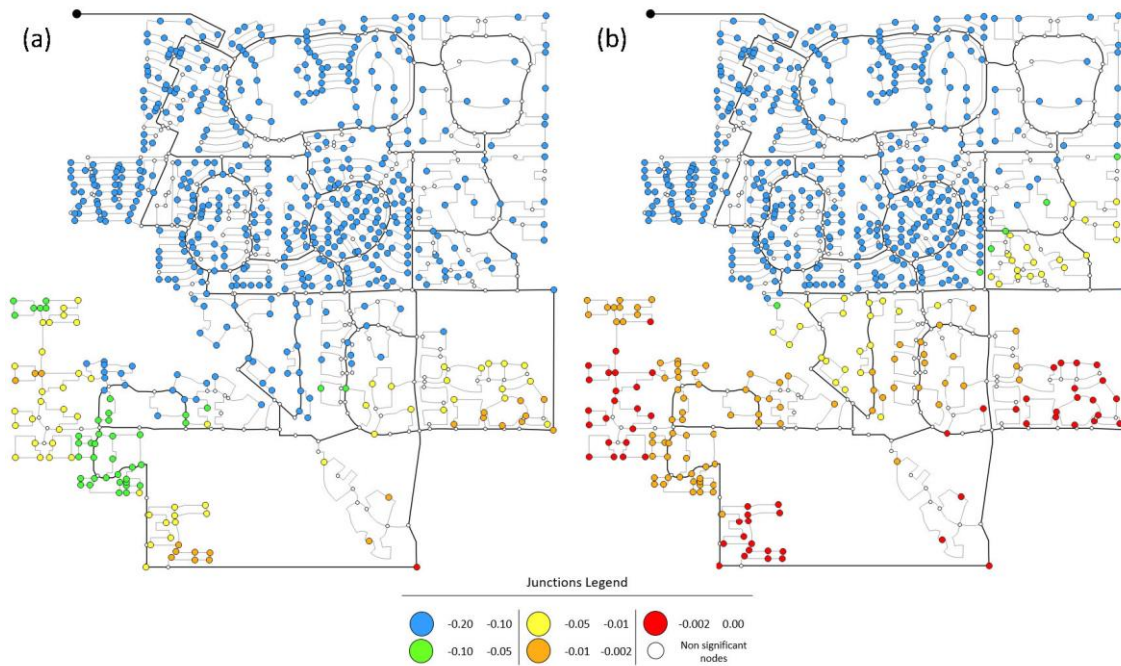 (a)
(b)
Junctions Legend
-0.20 -0.10
-0.05 -0.01
-0.002 0.00
-0.10 -0.05
-0.01 -0.002
Non significant
nodes